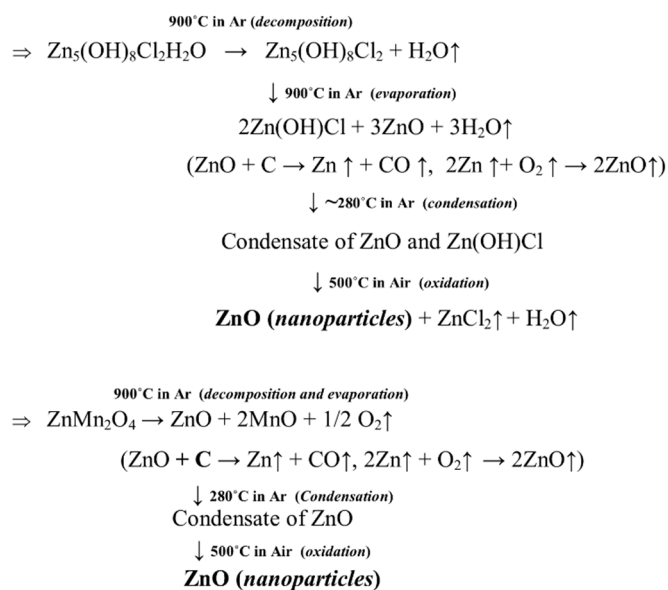 900˚C in Ar (decomposition)
⇒ Zn₅(OH)₈Cl₂H₂O → Zn₅(OH)₈Cl₂ + H₂O↑
↓ 900˚C in Ar (evaporation)
2Zn(OH)Cl + 3ZnO + 3H₂O↑
(ZnO + C → Zn ↑ + CO ↑, 2Zn ↑+ O₂ ↑ → 2ZnO↑)
↓ ~280˚C in Ar (condensation)
Condensate of ZnO and Zn(OH)Cl
↓ 500˚C in Air (oxidation)
ZnO (nanoparticles) + ZnCl₂↑ + H₂O↑
900˚C in Ar (decomposition and evaporation)
⇒ ZnMn₂O₄ → ZnO + 2MnO + 1/2 O₂↑
(ZnO + C → Zn↑ + CO↑, 2Zn↑ + O₂↑ → 2ZnO↑)
↓ 280˚C in Ar (Condensation)
Condensate of ZnO
↓ 500˚C in Air (oxidation)
ZnO (nanoparticles)